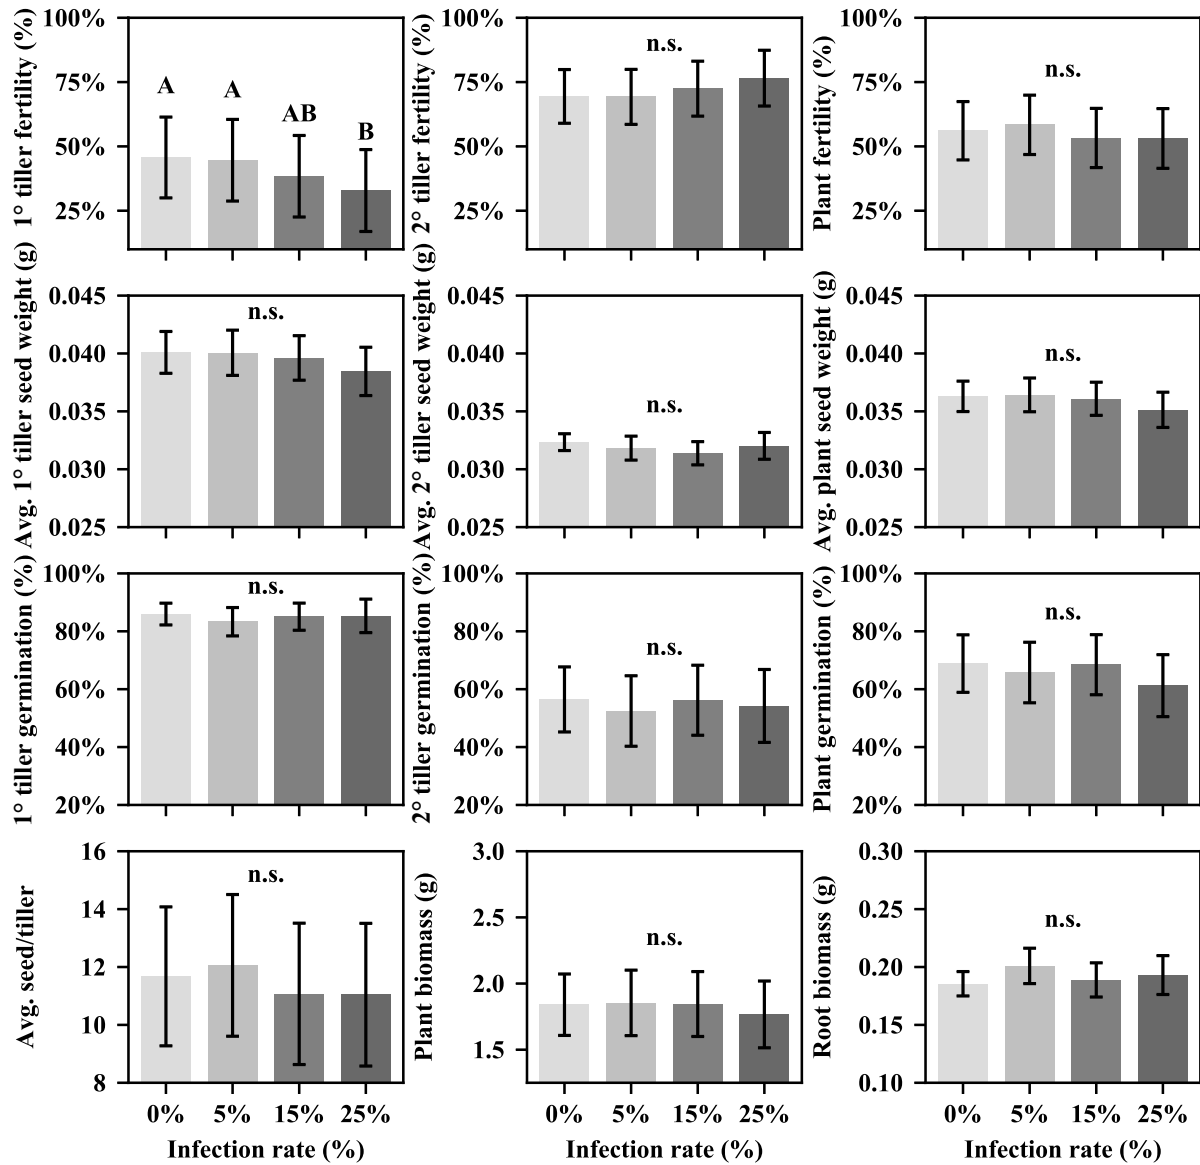 1° tiller fertility (%)
100%
75%
50%
25%
A
A
AB
B
2° tiller fertility (%)
100%
75%
50%
25%
n.s.
Plant fertility (%)
100%
75%
50%
25%
n.s.
Avg. 1° tiller seed weight (g)
0.045
0.040
0.035
0.030
0.025
n.s.
Avg. 2° tiller seed weight (g)
0.045
0.040
0.035
0.030
0.025
n.s.
Avg. plant seed weight (g)
0.045
0.040
0.035
0.030
0.025
n.s.
1° tiller germination (%)
100%
80%
60%
40%
20%
n.s.
2° tiller germination (%)
100%
80%
60%
40%
20%
n.s.
Plant germination (%)
100%
80%
60%
40%
20%
n.s.
Avg. seed/tiller
16
14
12
10
8
n.s.
0% 5% 15% 25%
Infection rate (%)
Plant biomass (g)
3.0
2.5
2.0
1.5
n.s.
0% 5% 15% 25%
Infection rate (%)
Root biomass (g)
0.30
0.25
0.20
0.15
0.10
n.s.
0% 5% 15% 25%
Infection rate (%)